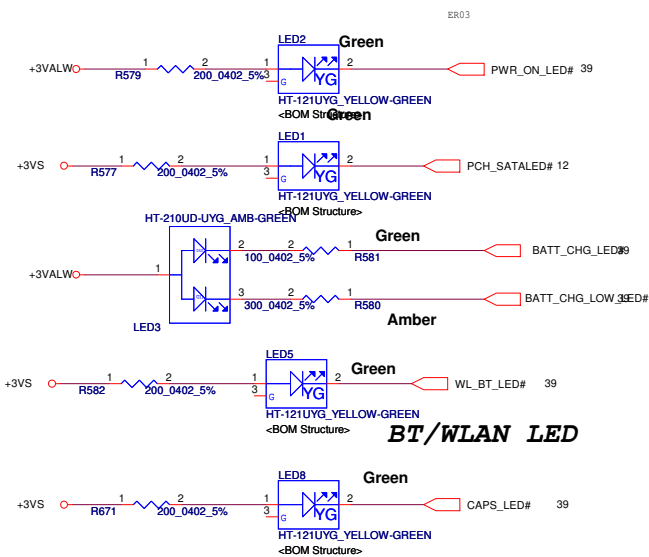 ER03
LED2
Green
+3VALW
1
2
1
2
PWR_ON_LED# 39
3
G
YG
R579
200_0402_5%
HT-121UYG_YELLOW-GREEN
<BOM Structure>
Green
LED1
+3VS
1
2
1
2
PCH_SATALED# 12
3
G
YG
R577
200_0402_5%
HT-121UYG_YELLOW-GREEN
<BOM Structure>
HT-210UD-UYG_AMB-GREEN
Green
2
2
1
BATT_CHG_LED# 39
100_0402_5%
R581
+3VALW
1
3
2
1
BATT_CHG_LOW_LED# 39
300_0402_5%
R580
Amber
LED3
LED5
Green
+3VS
1
2
1
2
WL_BT_LED# 39
3
G
YG
R582
200_0402_5%
HT-121UYG_YELLOW-GREEN
<BOM Structure>
BT/WLAN LED
LED8
Green
+3VS
1
2
1
2
CAPS_LED# 39
3
G
YG
R671
200_0402_5%
HT-121UYG_YELLOW-GREEN
<BOM Structure>